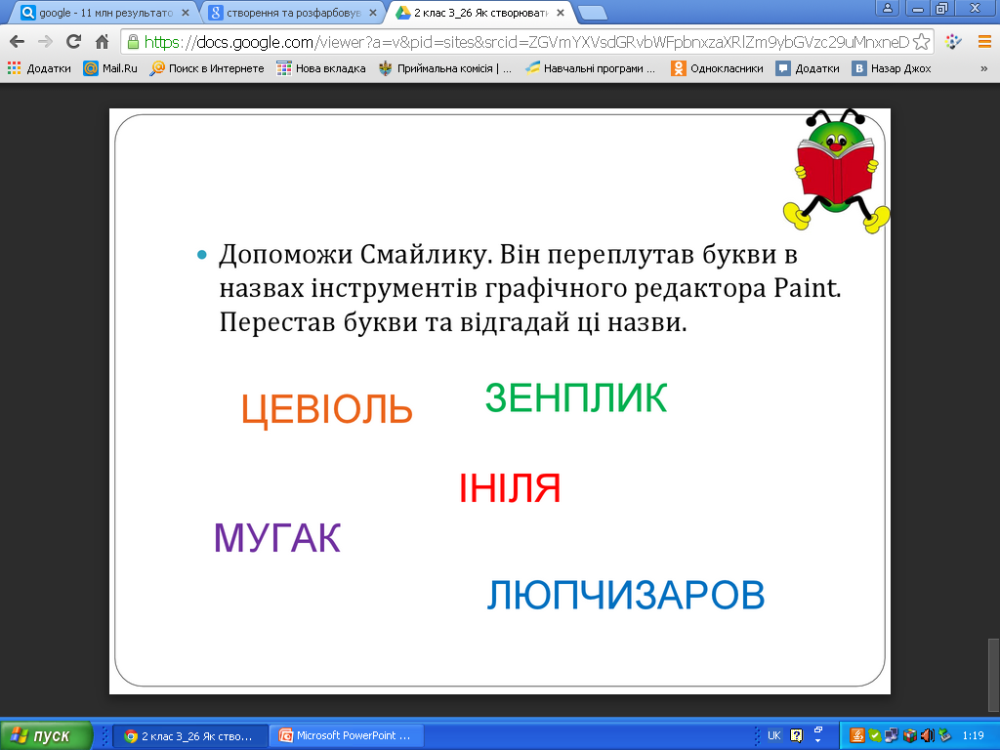 google - 11 млн результато
створення та розфарбовув
2 клас 3_26 Як створюват
https://docs.google.com/viewer?a=v&pid=sites&srcid=ZGVmYXVsdGRvbWFpbnxzaXRlZm9ybGVzc29uMnxneD
Додатки Mail.Ru Поиск в Интернете Нова вкладка Приймальна комісія | ... Навчальні програми ... Одноклассники Додатки Назар Джох »
Допоможи Смайлику. Він переплутав букви в
назвах інструментів графічного редактора Paint.
Перестав букви та відгадай ці назви.
ЦЕВІОЛЬ ЗЕНПЛИК
ІНІЛЯ
МУГАК
ЛЮПЧИЗАРОВ
пуск 2 клас 3_26 Як ство... Microsoft PowerPoint ... UK 1:19